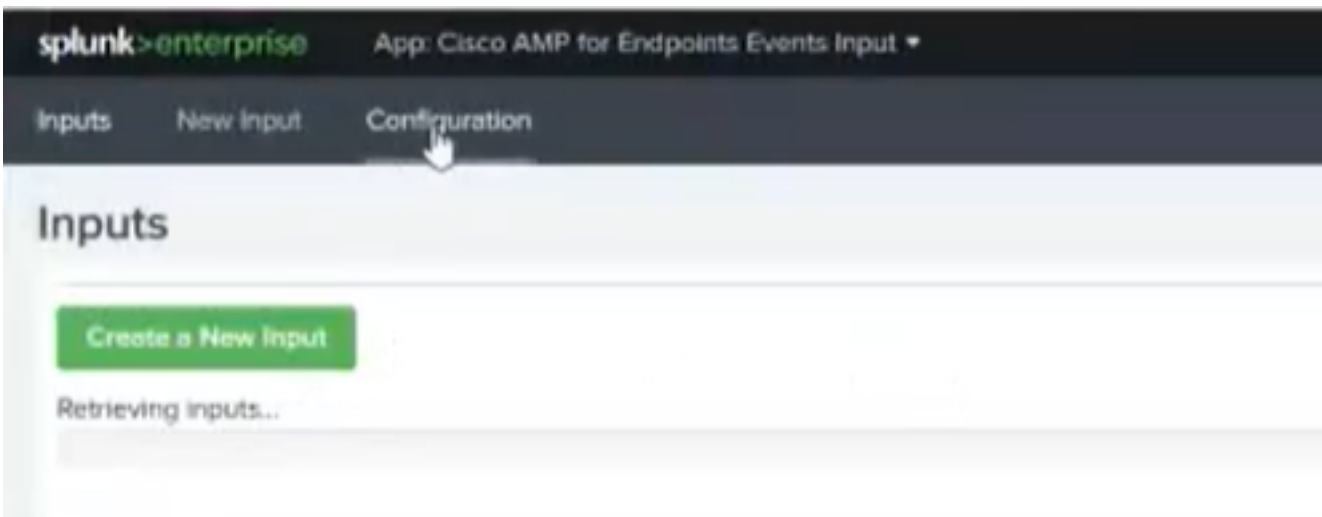 splunk>enterprise App: Cisco AMP for Endpoints Events Input
Inputs New Input Configuration
Inputs
Create a New Input
Retrieving inputs...